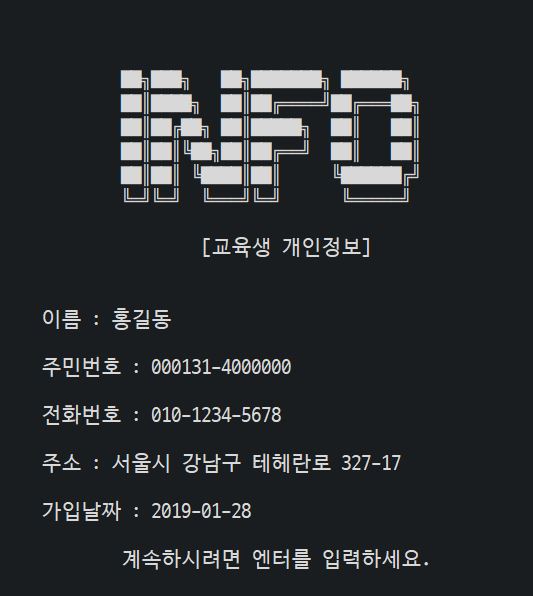 INFO
[교육생 개인정보]
이름 : 홍길동
주민번호 : 000131-4000000
전화번호 : 010-1234-5678
주소 : 서울시 강남구 테헤란로 327-17
가입날짜 : 2019-01-28
계속하시려면 엔터를 입력하세요.